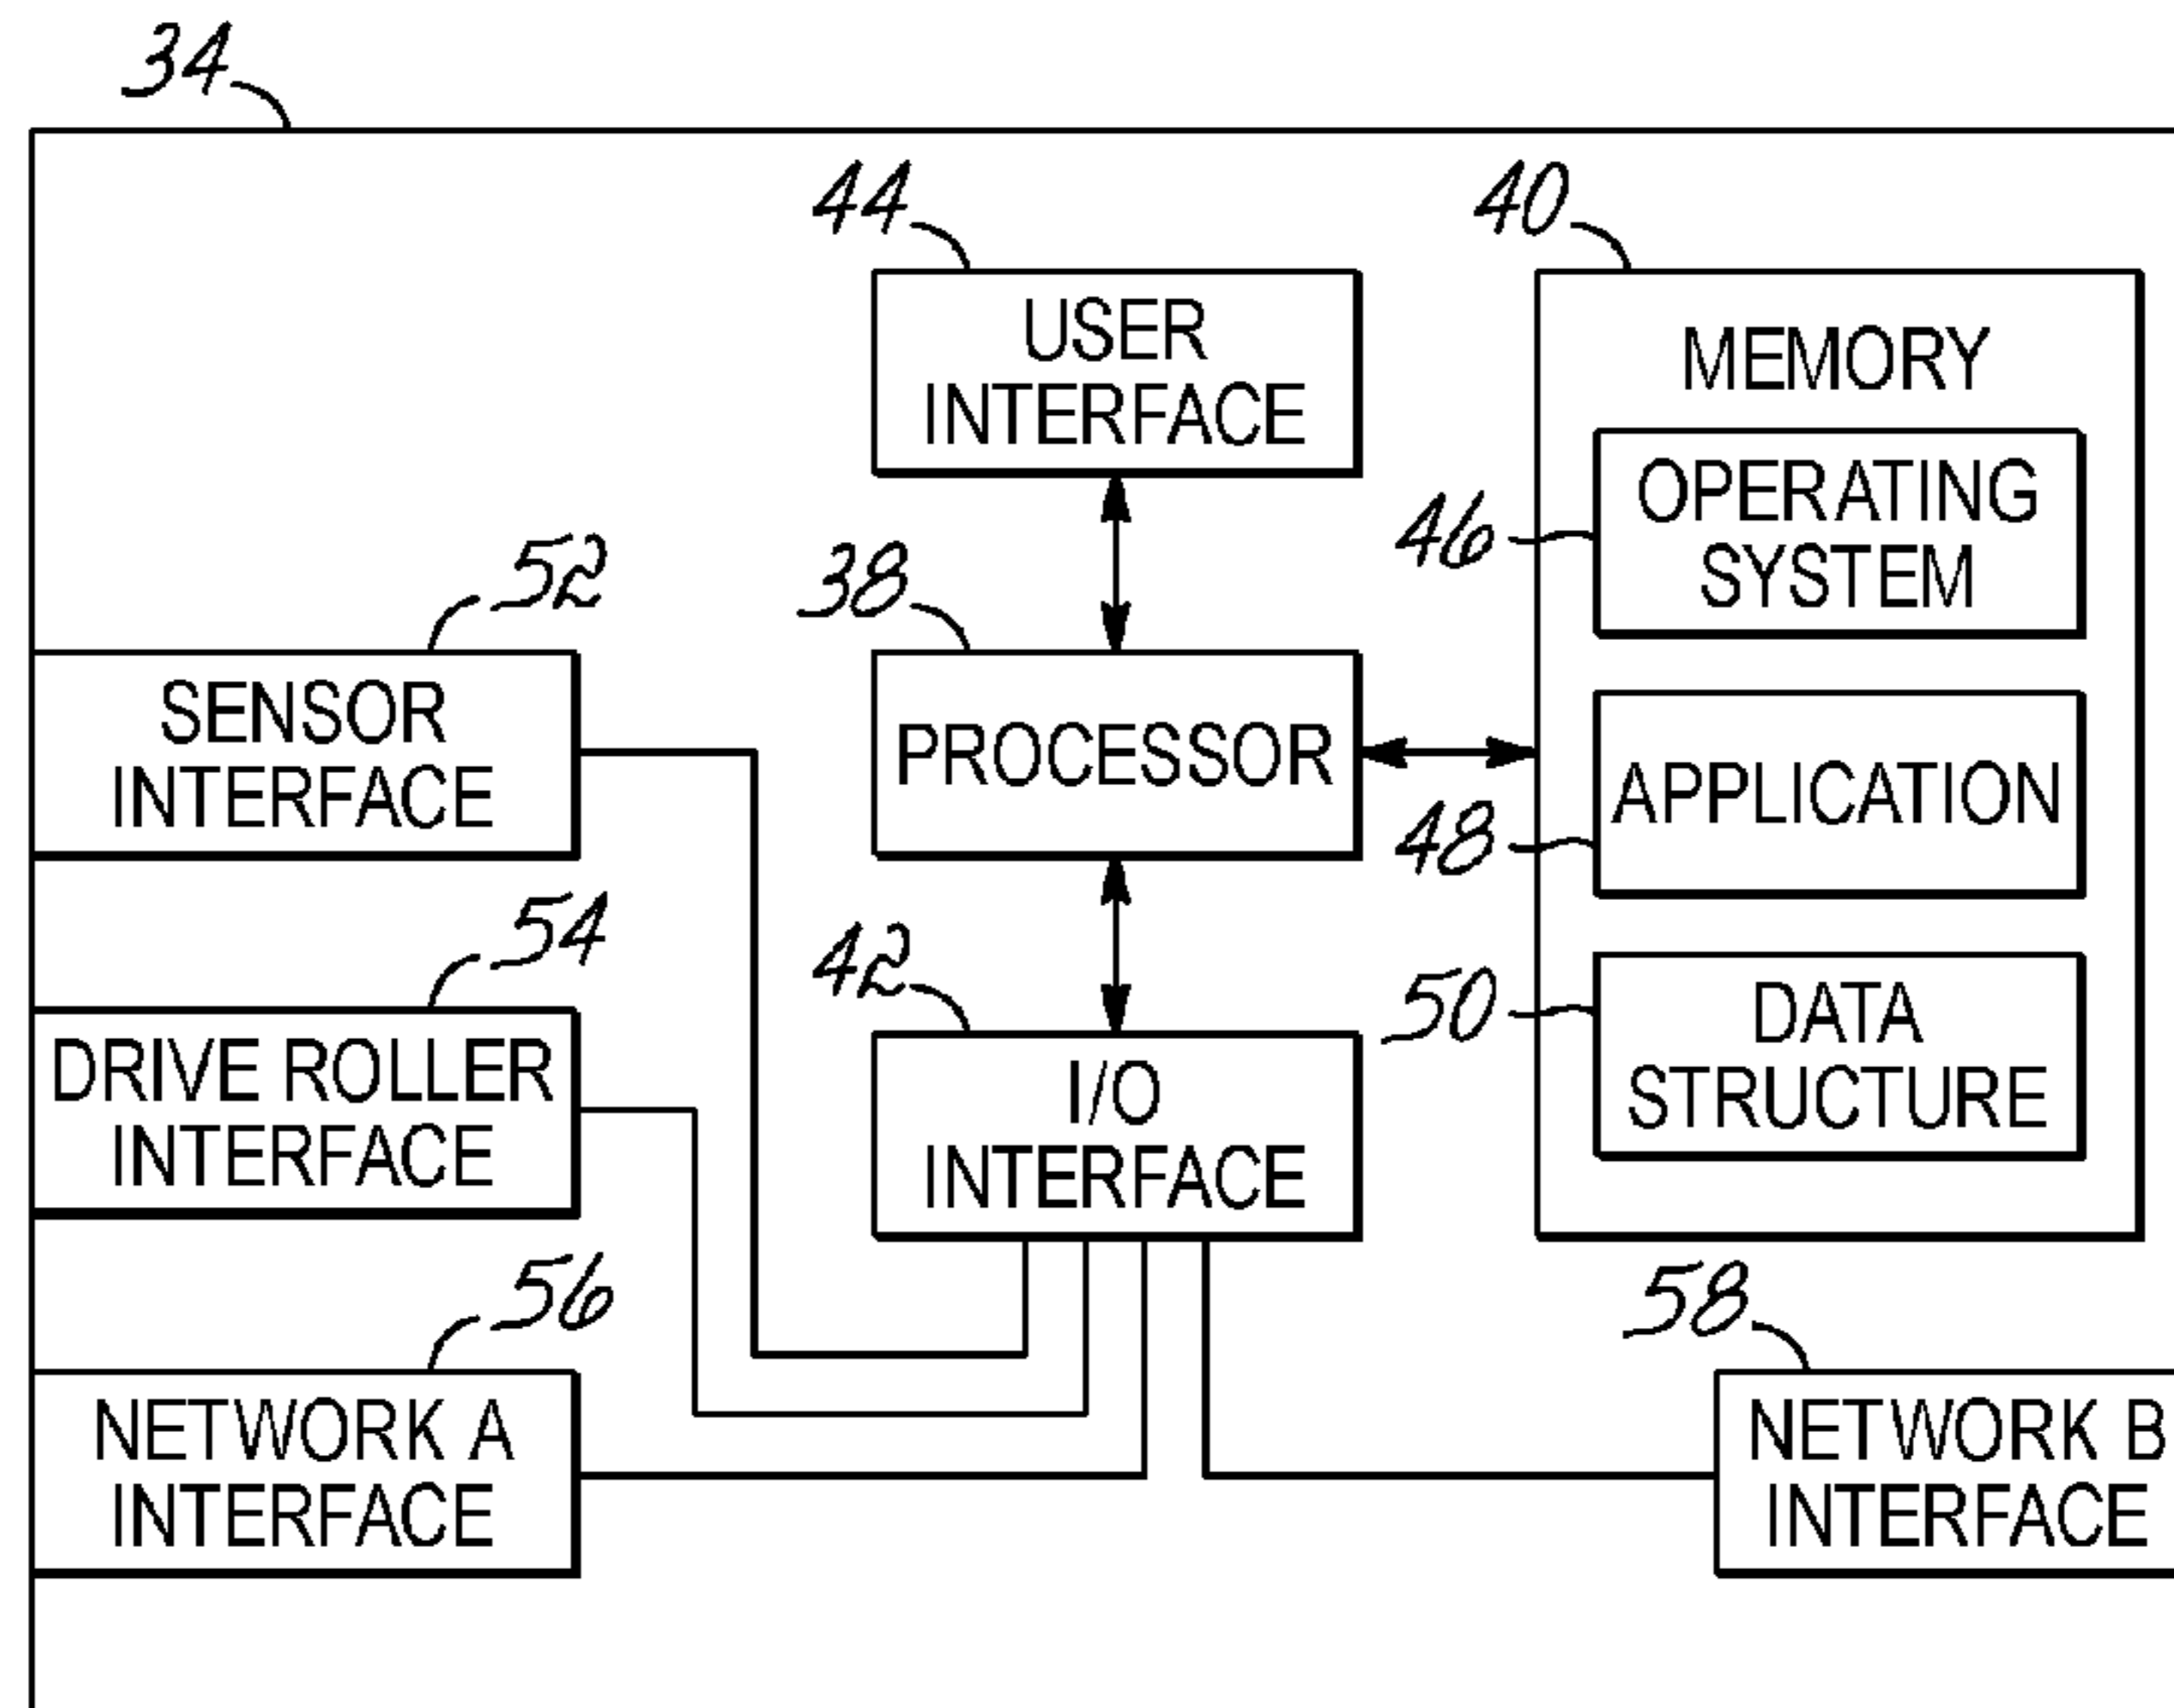 34
44
USER
INTERFACE
40
MEMORY
46
OPERATING
SYSTEM
52
SENSOR
INTERFACE
38
PROCESSOR
48
APPLICATION
54
DRIVE ROLLER
INTERFACE
42
I/O
INTERFACE
50
DATA
STRUCTURE
56
NETWORK A
INTERFACE
58
NETWORK B
INTERFACE